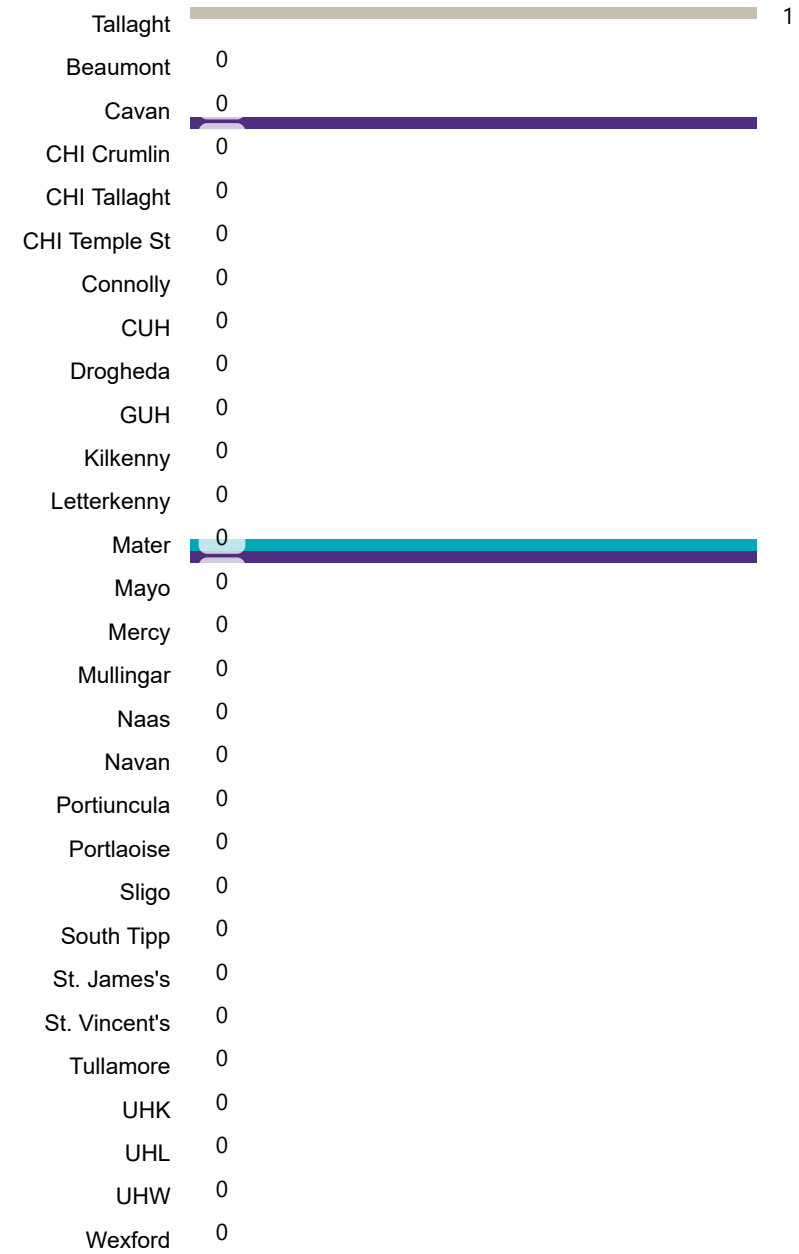 Tallaght 1
Beaumont 0
Cavan 0
CHI Crumlin 0
CHI Tallaght 0
CHI Temple St 0
Connolly 0
CUH 0
Drogheda 0
GUH 0
Kilkenny 0
Letterkenny 0
Mater 0
Mayo 0
Mercy 0
Mullingar 0
Naas 0
Navan 0
Portiuncula 0
Portlaoise 0
Sligo 0
South Tipp 0
St. James's 0
St. Vincent's 0
Tullamore 0
UHK 0
UHL 0
UHW 0
Wexford 0